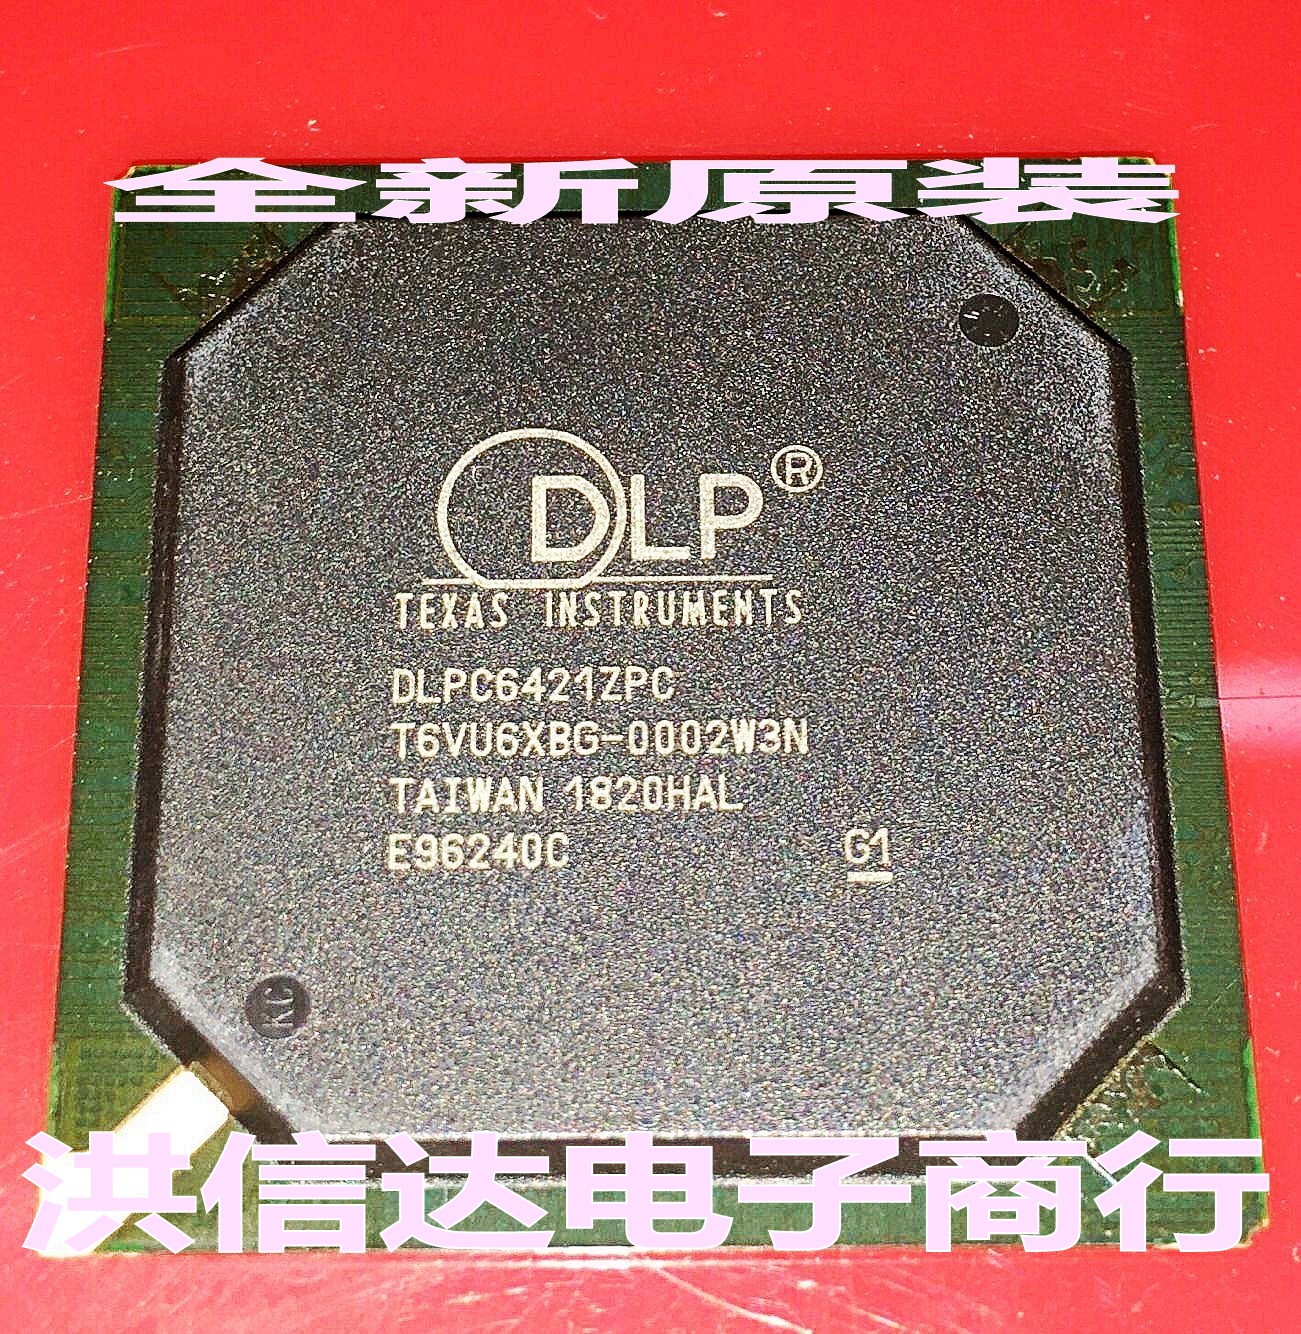 全新原装
DLP®
TEXAS INSTRUMENTS
DLPC6421ZPC
T6VU6XBG-0002W3N
TAIWAN 1820HAL
E96240C G1
KC
洪信达电子商行